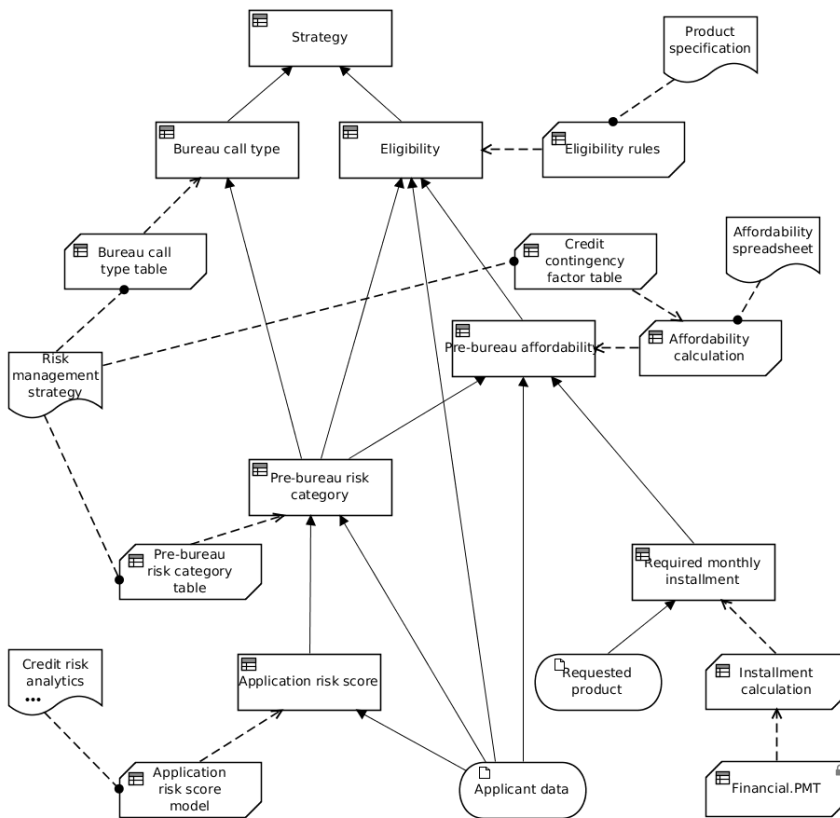 Strategy
Product
specification
Bureau call type
Eligibility
Eligibility rules
Bureau call
type table
Credit
contingency
factor table
Affordability
spreadsheet
Risk
management
strategy
Pre-bureau affordability
Affordability
calculation
Pre-bureau risk
category
Pre-bureau
risk category
table
Required monthly
installment
Credit risk
analytics
Application risk score
Requested
product
Installment
calculation
Application
risk score
model
Applicant data
Financial.PMT